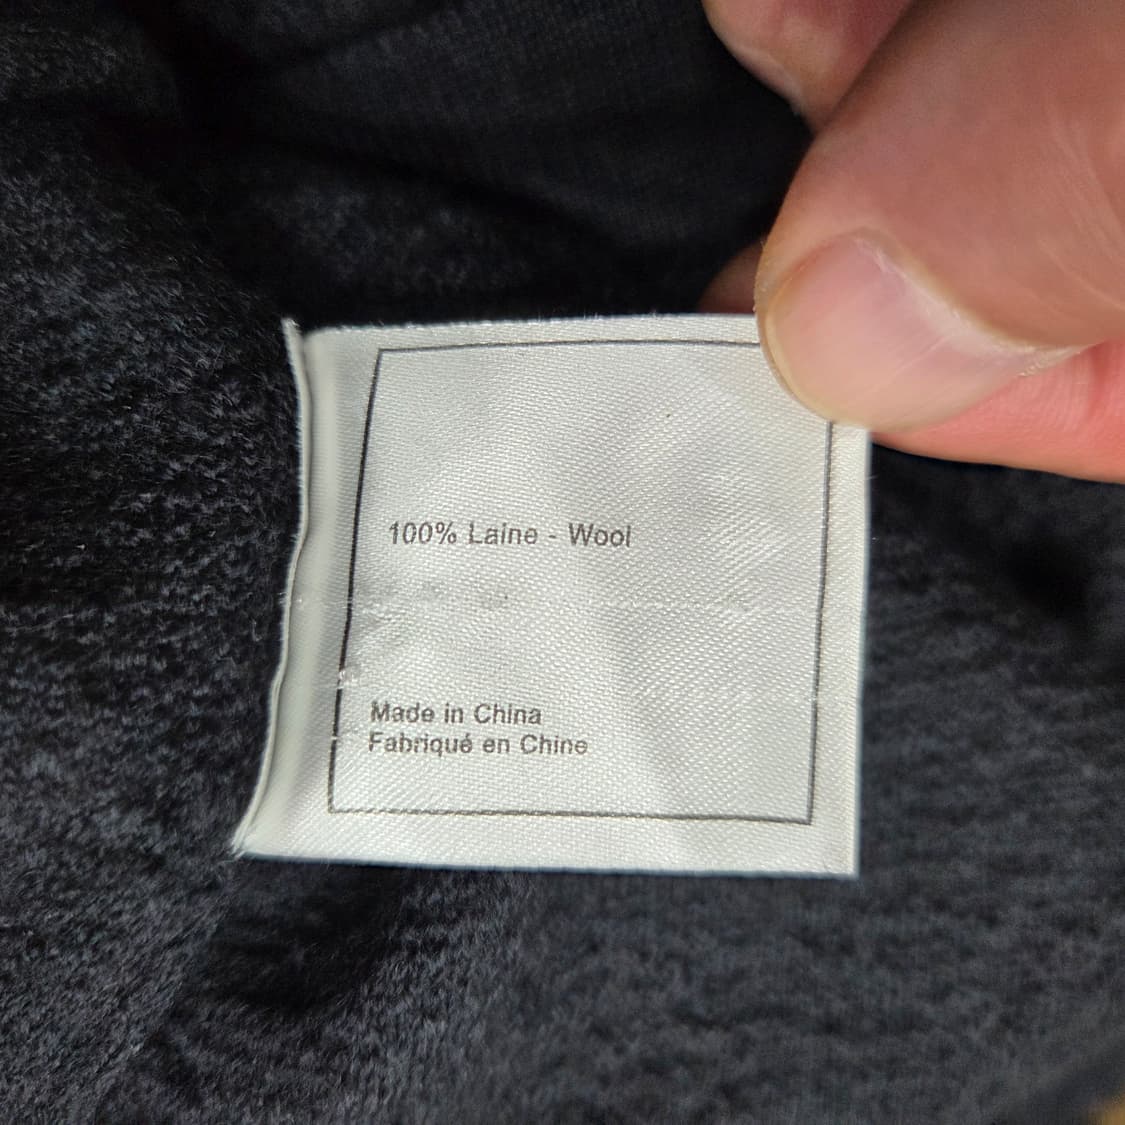 100% Laine - Wool
Made in China
Fabriqué en Chine